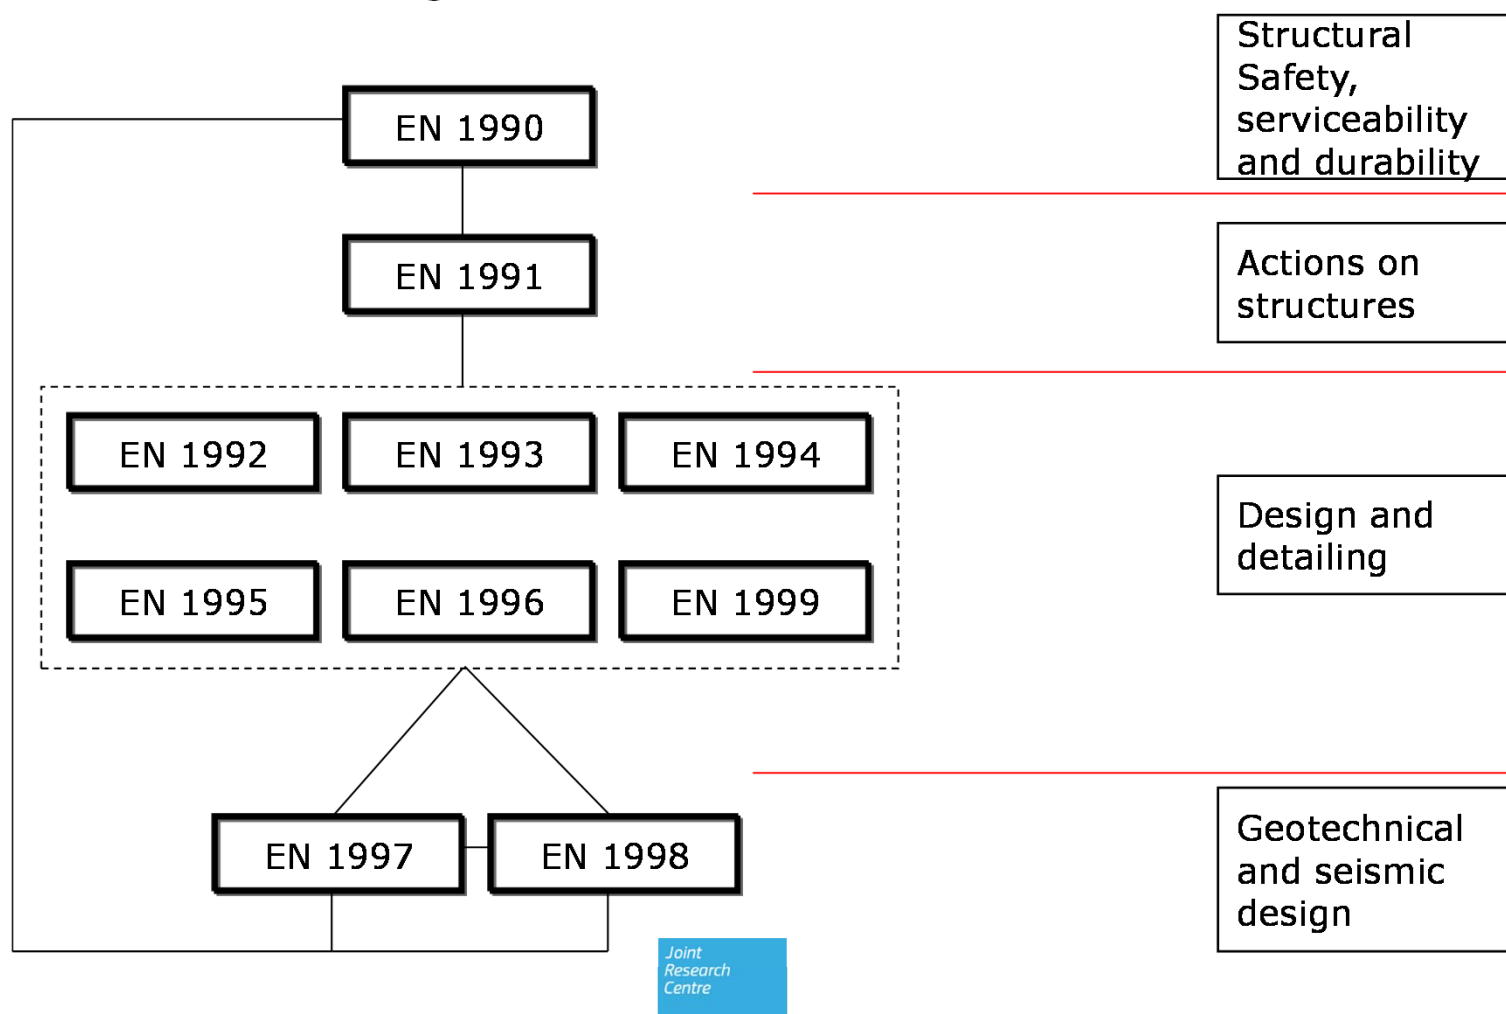 Structural
Safety,
serviceability
and durability
EN 1990
Actions on
structures
EN 1991
EN 1992
EN 1993
EN 1994
Design and
detailing
EN 1995
EN 1996
EN 1999
Geotechnical
and seismic
design
EN 1997
EN 1998
Joint
Research
Centre